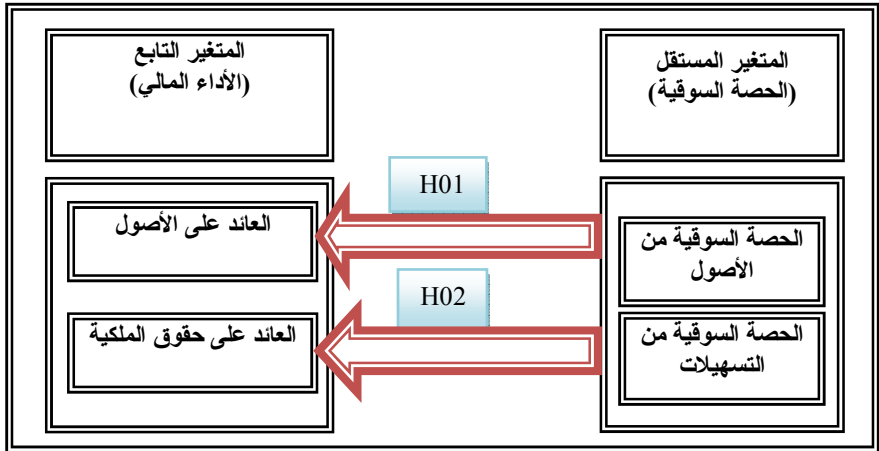 المتغير المستقل
(الحصة السوقية)
المتغير التابع
(الأداء المالي)
H01
الحصة السوقية من
الأصول
العائد على الأصول
H02
الحصة السوقية من
التسهيلات
العائد على حقوق الملكية